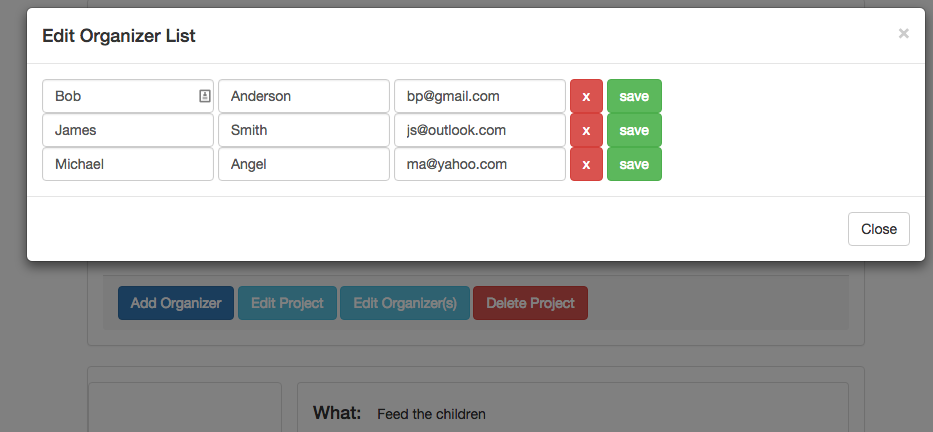 Edit Organizer List ×
Bob Anderson bp@gmail.com x save
James Smith js@outlook.com x save
Michael Angel ma@yahoo.com x save
Close
Add Organizer Edit Project Edit Organizer(s) Delete Project
What: Feed the children